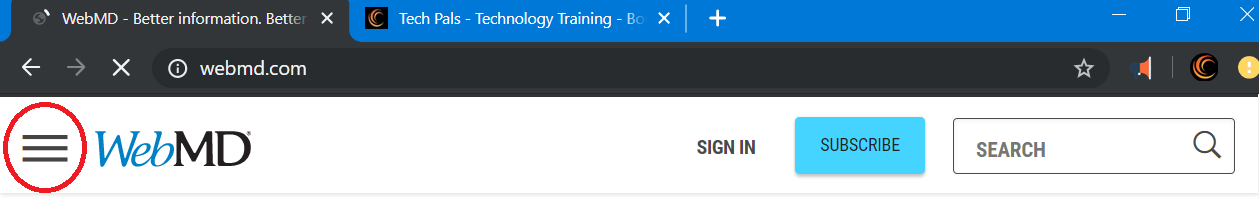 WebMD - Better information. Better
Tech Pals - Technology Training - Bo
webmd.com
WebMD
SIGN IN
SUBSCRIBE
SEARCH